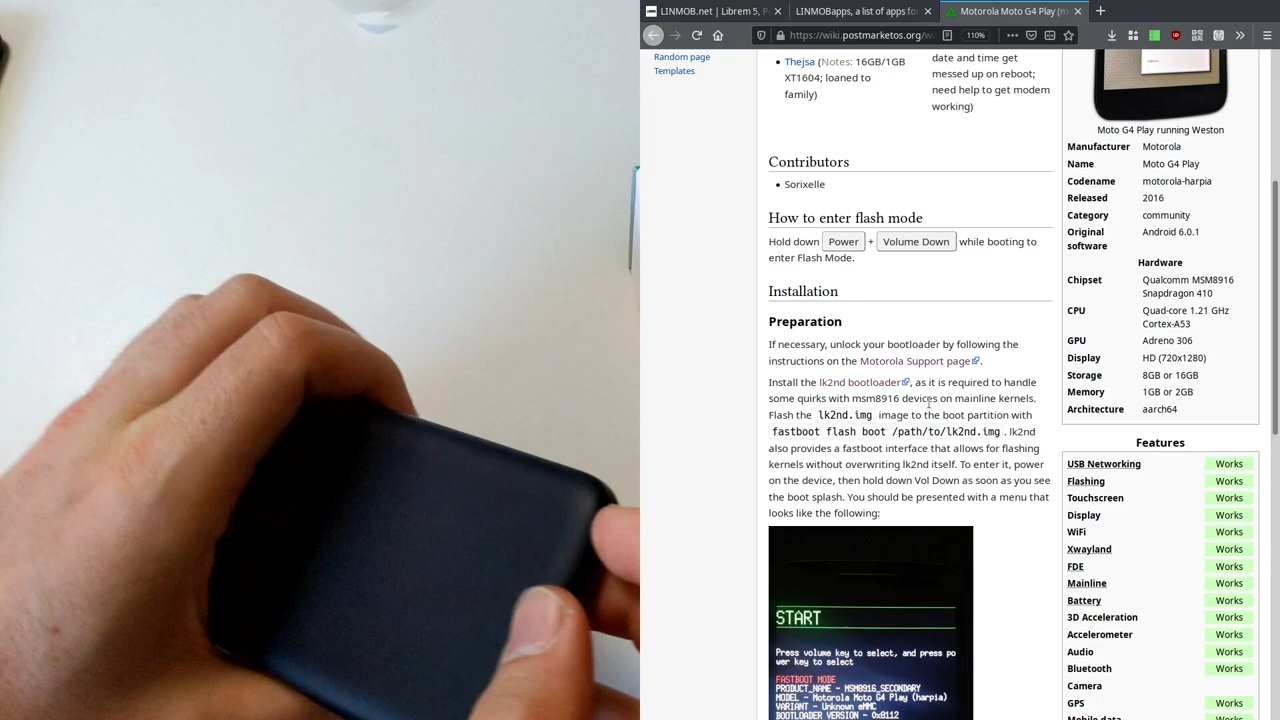 LINMOB.net | Librem 5, P
LINMOBapps, a list of apps for
Motorola Moto G4 Play (m
https://wiki.postmarketos.org/w
110%
Random page
Templates
Thejsa (Notes: 16GB/1GB
XT1604; loaned to
family)
date and time get
messed up on reboot;
need help to get modem
working)
Contributors
Sorixelle
How to enter flash mode
Hold down Power + Volume Down while booting to
enter Flash Mode.
Installation
Preparation
If necessary, unlock your bootloader by following the
instructions on the Motorola Support page.
Install the lk2nd bootloader, as it is required to handle
some quirks with msm8916 devices on mainline kernels.
Flash the lk2nd.img image to the boot partition with
fastboot flash boot /path/to/lk2nd.img. lk2nd
also provides a fastboot interface that allows for flashing
kernels without overwriting lk2nd itself. To enter it, power
on the device, then hold down Vol Down as soon as you see
the boot splash. You should be presented with a menu that
looks like the following:
START
Press volume key to select, and press po
wer key to select
FASTBOOT MODE
PRODUCT_NAME - MSM8916_SECONDARY
MODEL - Motorola Moto G4 Play (harpia)
VARIANT - Unknown eMMC
BOOTLOADER VERSION - 0x8112
Moto G4 Play running Weston
Manufacturer Motorola
Name Moto G4 Play
Codename motorola-harpia
Released 2016
Category community
Original Android 6.0.1
software
Hardware
Chipset Qualcomm MSM8916
Snapdragon 410
CPU Quad-core 1.21 GHz
Cortex-A53
GPU Adreno 306
Display HD (720x1280)
Storage 8GB or 16GB
Memory 1GB or 2GB
Architecture aarch64
Features
USB Networking Works
Flashing Works
Touchscreen Works
Display Works
WiFi Works
Xwayland Works
FDE Works
Mainline Works
Battery Works
3D Acceleration Works
Accelerometer Works
Audio Works
Bluetooth Works
Camera
GPS Works
Mobile data Works